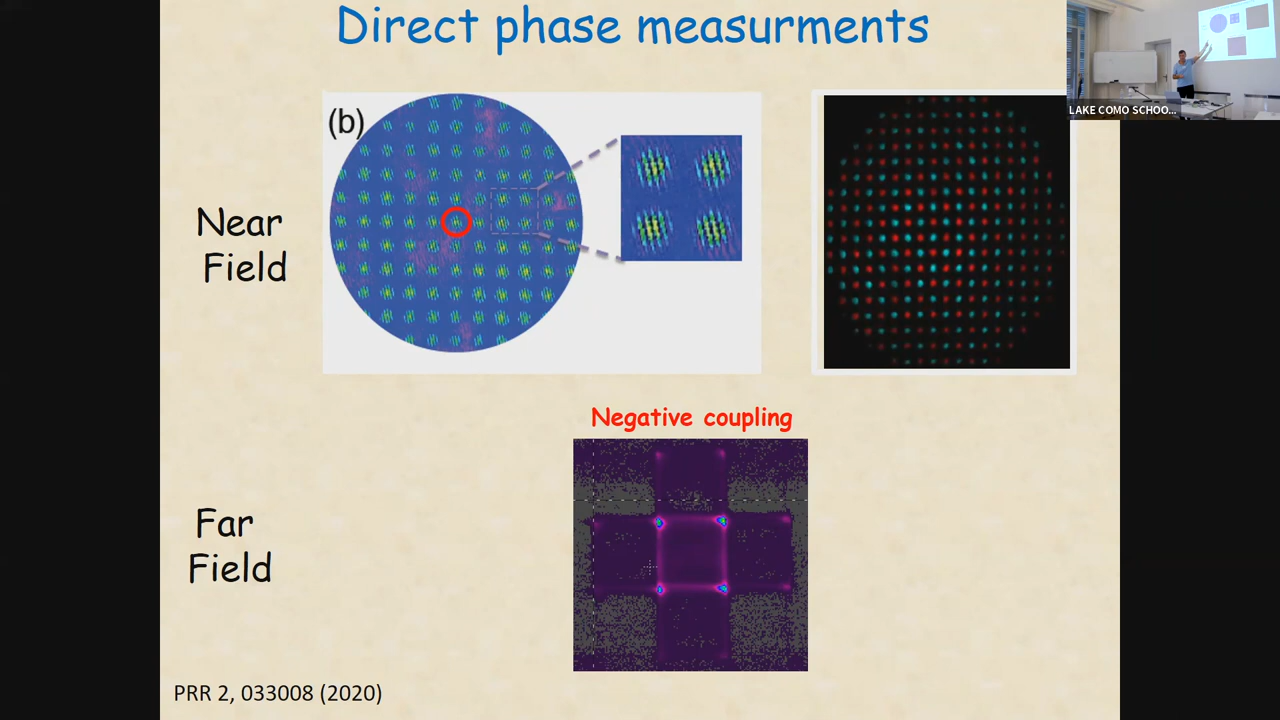 Direct phase measurments
LAKE COMO SCHOO...
(b)
Near
Field
Negative coupling
Far
Field
PRR 2, 033008 (2020)